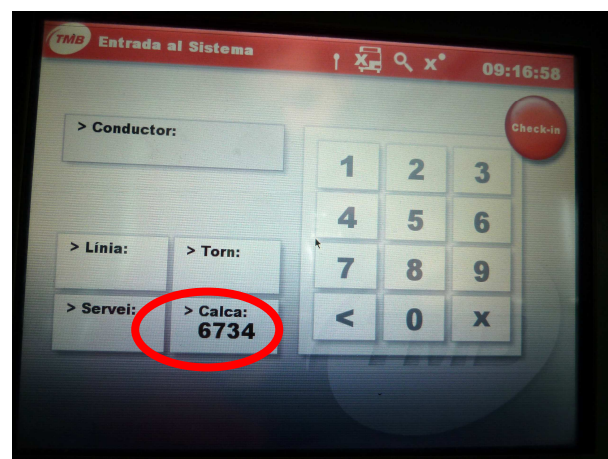 TMB Entrada al Sistema
x x° 09:16:58
Check-in
> Conductor:
1 2 3
4 5 6
> Línia: > Torn:
7 8 9
> Servei: > Calca:
6734
< 0 x